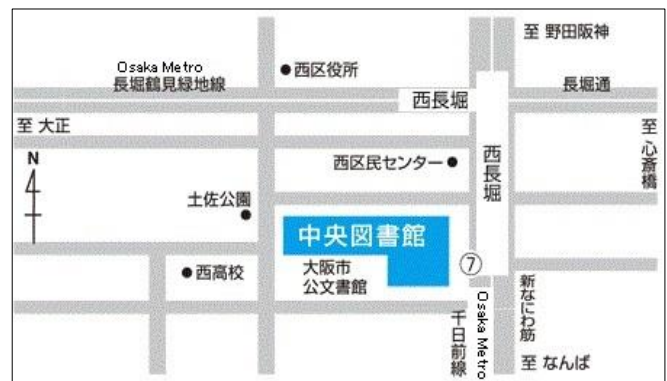 至 野田阪神
Osaka Metro
長堀鶴見緑地線
西区役所
西長堀
長堀通
至 大正
至 心斎橋
N
西区民センター
西長堀
土佐公園
中央図書館
西高校
大阪市
公文書館
⑦
新なにわ筋
千日前線
Osaka Metro
至 なんば